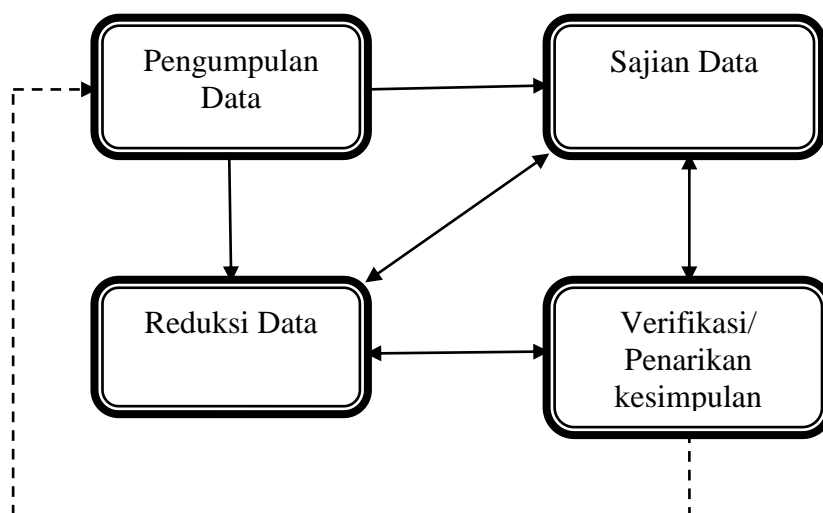 Pengumpulan
Data
Sajian Data
Reduksi Data
Verifikasi/
Penarikan
kesimpulan